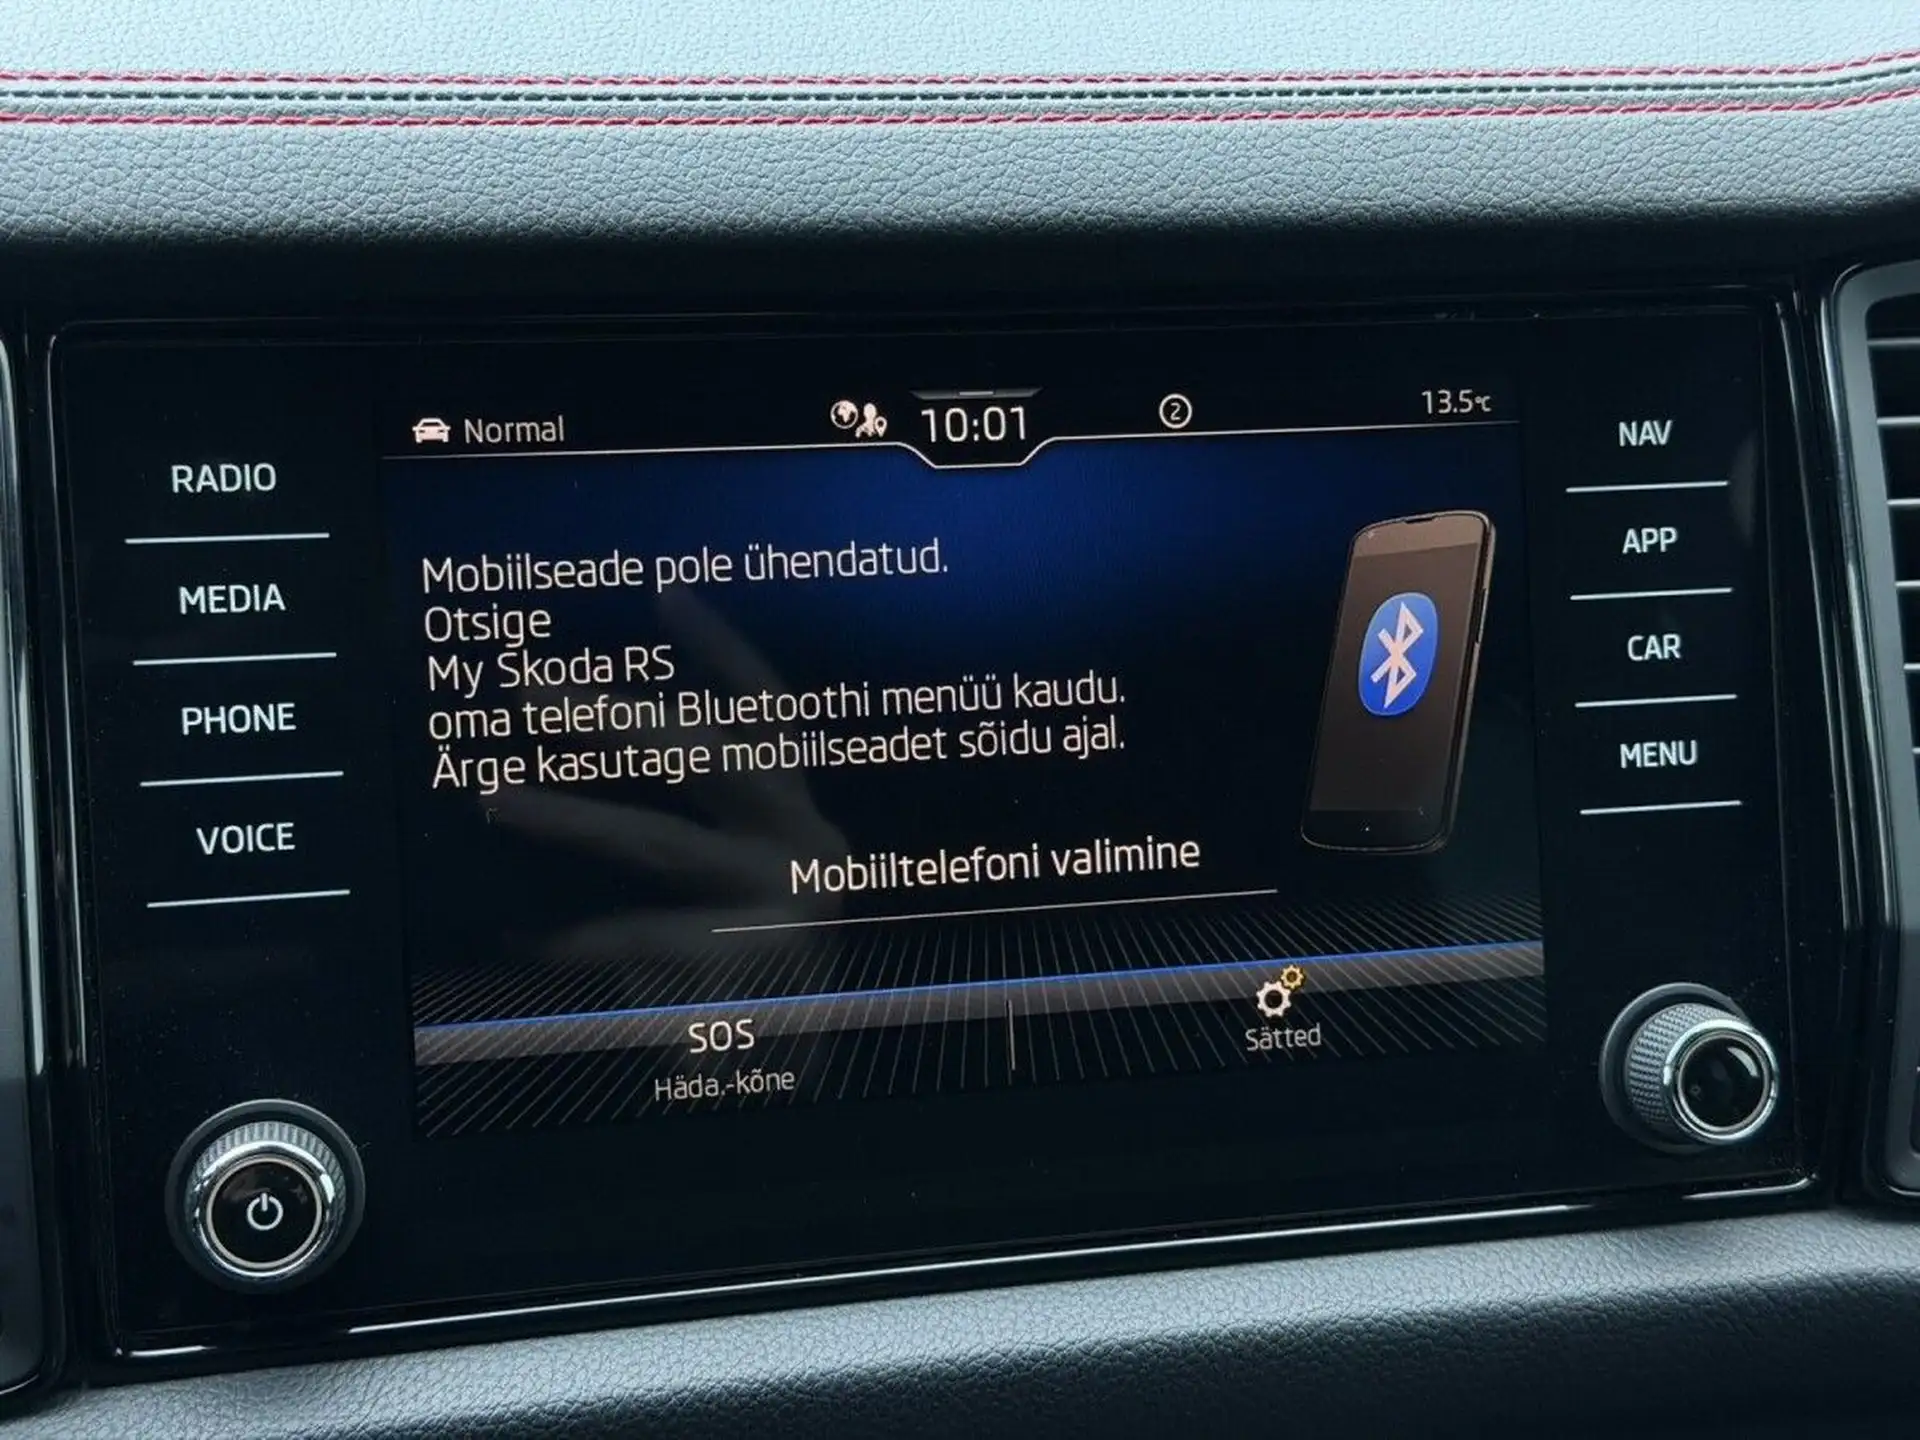 Normal
10:01
2
13.5°C
RADIO
MEDIA
PHONE
VOICE
Mobiilseade pole ühendatud.
Otsige
My Skoda RS
oma telefoni Bluetoothi menüü kaudu.
Ärge kasutage mobiilseadet sõidu ajal.
Mobiiltelefoni valimine
SOS
Häda.-kõne
Sätted
NAV
APP
CAR
MENU